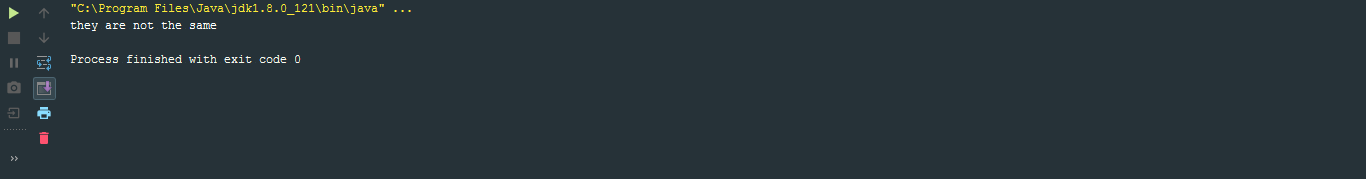 "C:\Program Files\Java\jdk1.8.0_121\bin\java" ...
they are not the same
Process finished with exit code 0